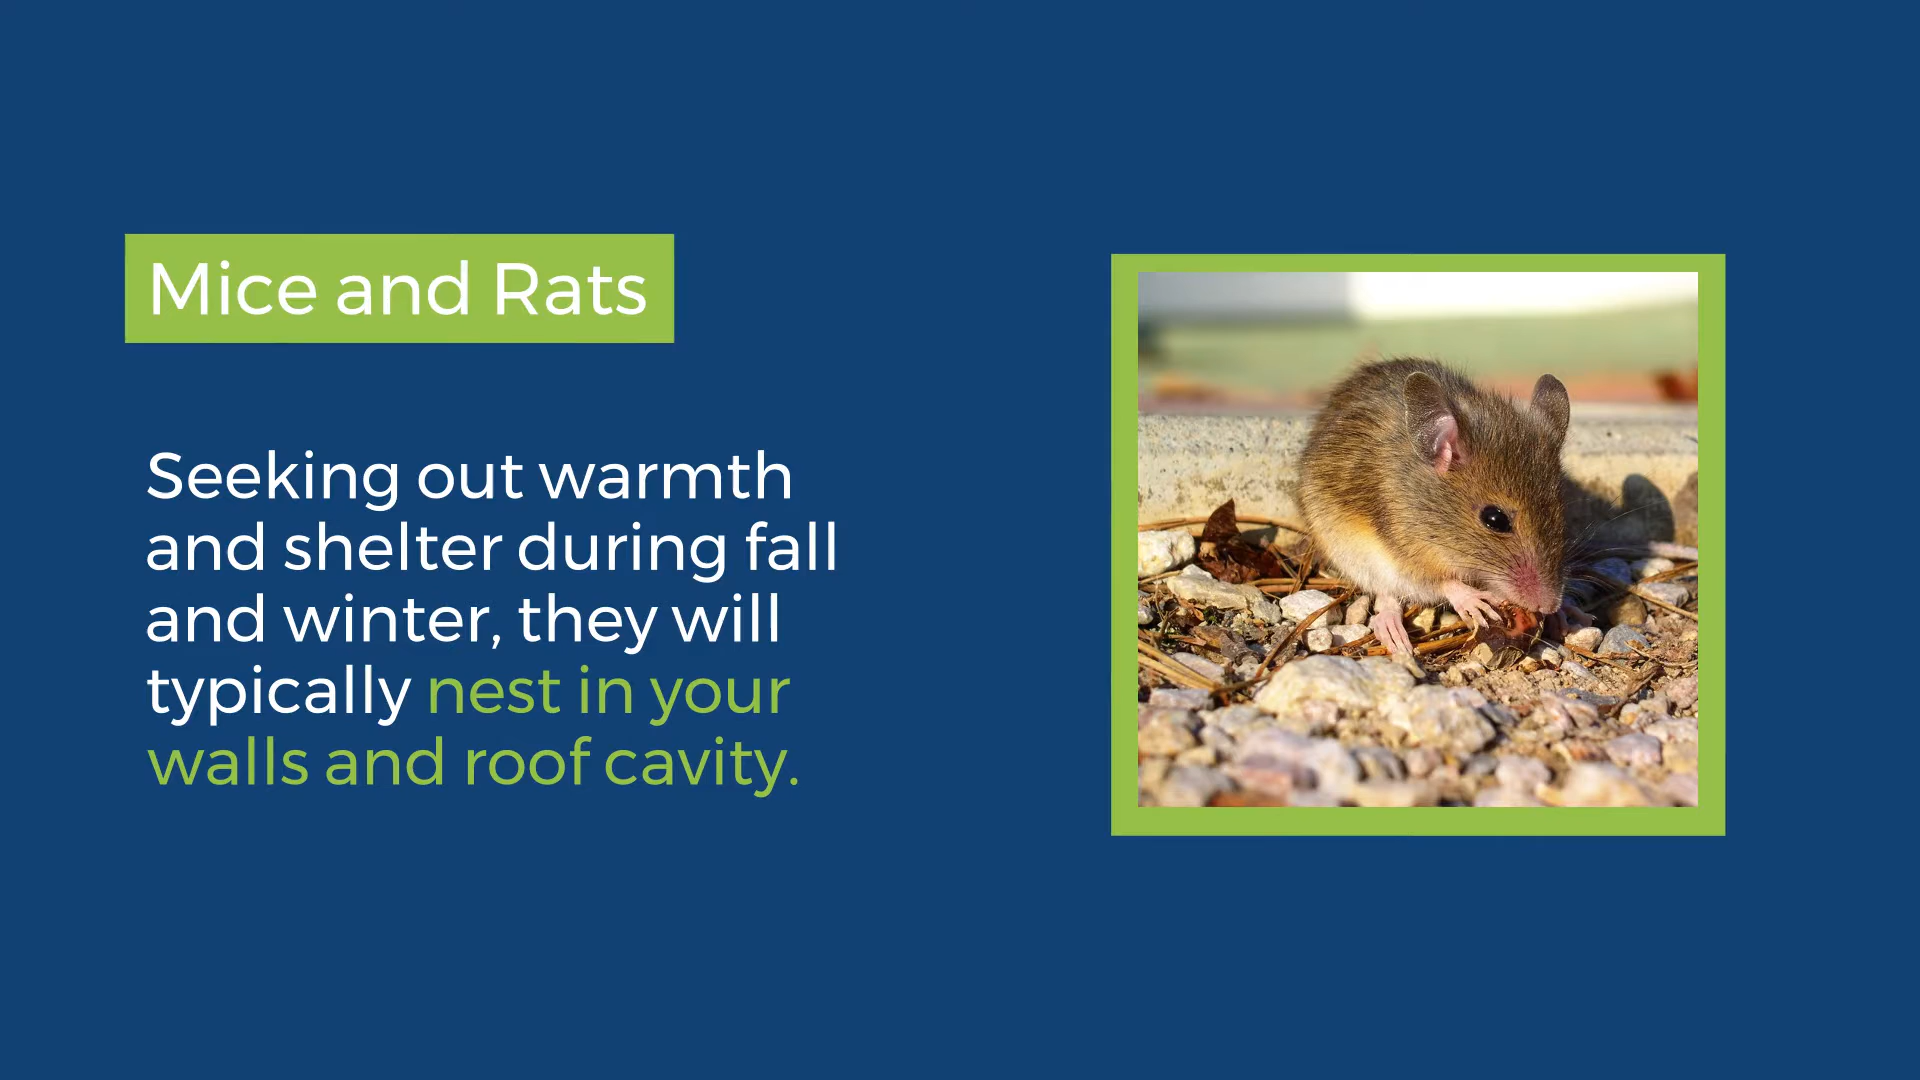 Mice and Rats
Seeking out warmth
and shelter during fall
and winter, they will
typically nest in your
walls and roof cavity.